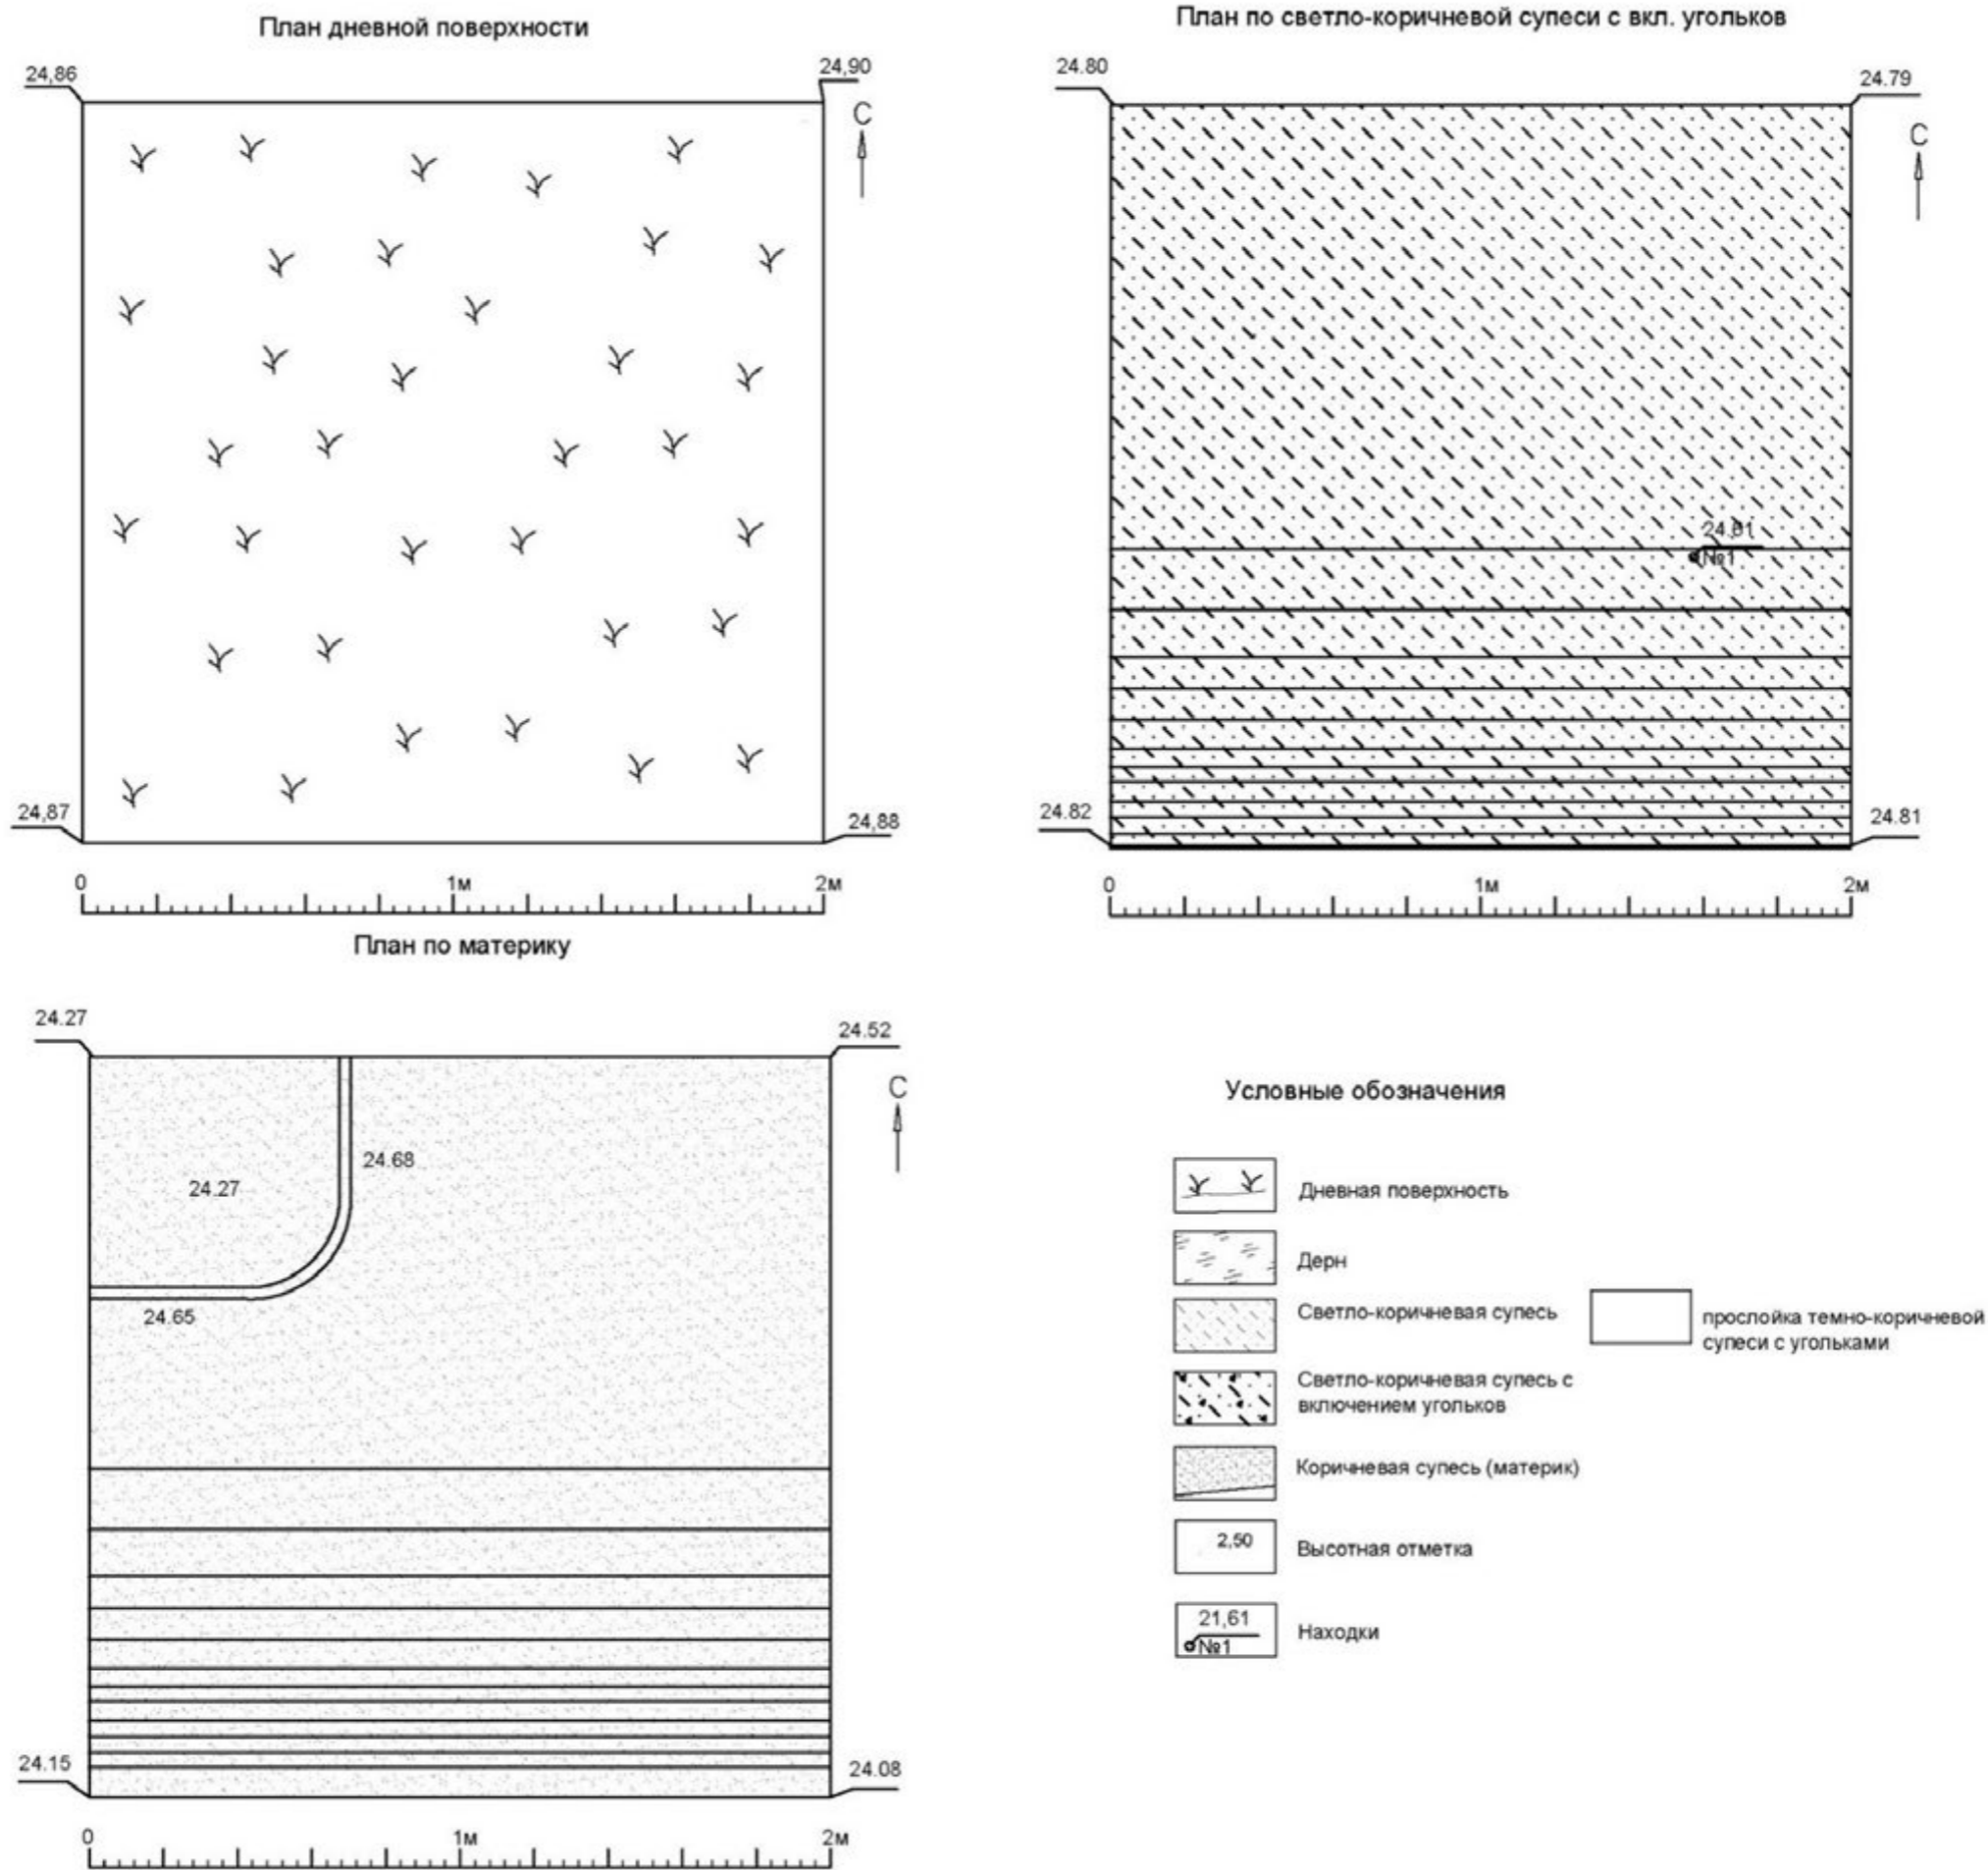 План дневной поверхности
24,86
24,90
С
24,87
24,88
0 1м 2м
План по светло-коричневой супеси с вкл. угольков
24.80
24.79
С
24.61
№1
24.82
24.81
0 1м 2м
План по материку
24.27
24.52
С
24.68
24.27
24.65
24.15
24.08
0 1м 2м
Условные обозначения
Дневная поверхность
Дерн
Светло-коричневая супесь
прослойка темно-коричневой
супеси с угольками
Светло-коричневая супесь с
включением угольков
Коричневая супесь (материк)
2,50
Высотная отметка
21,61
№1
Находки